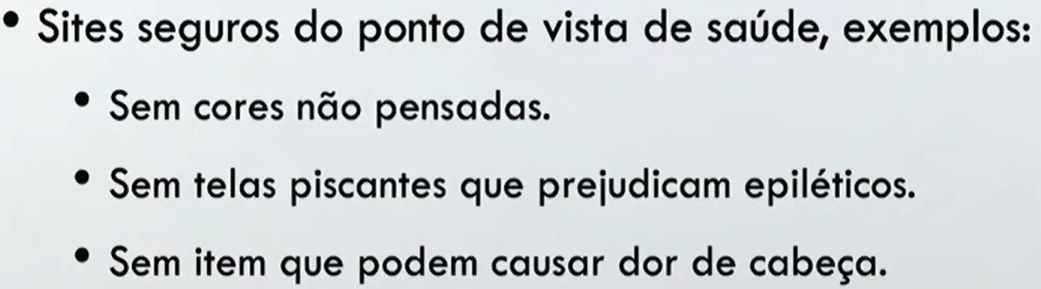 • Sites seguros do ponto de vista de saúde, exemplos:
• Sem cores não pensadas.
• Sem telas piscantes que prejudicam epiléticos.
• Sem item que podem causar dor de cabeça.